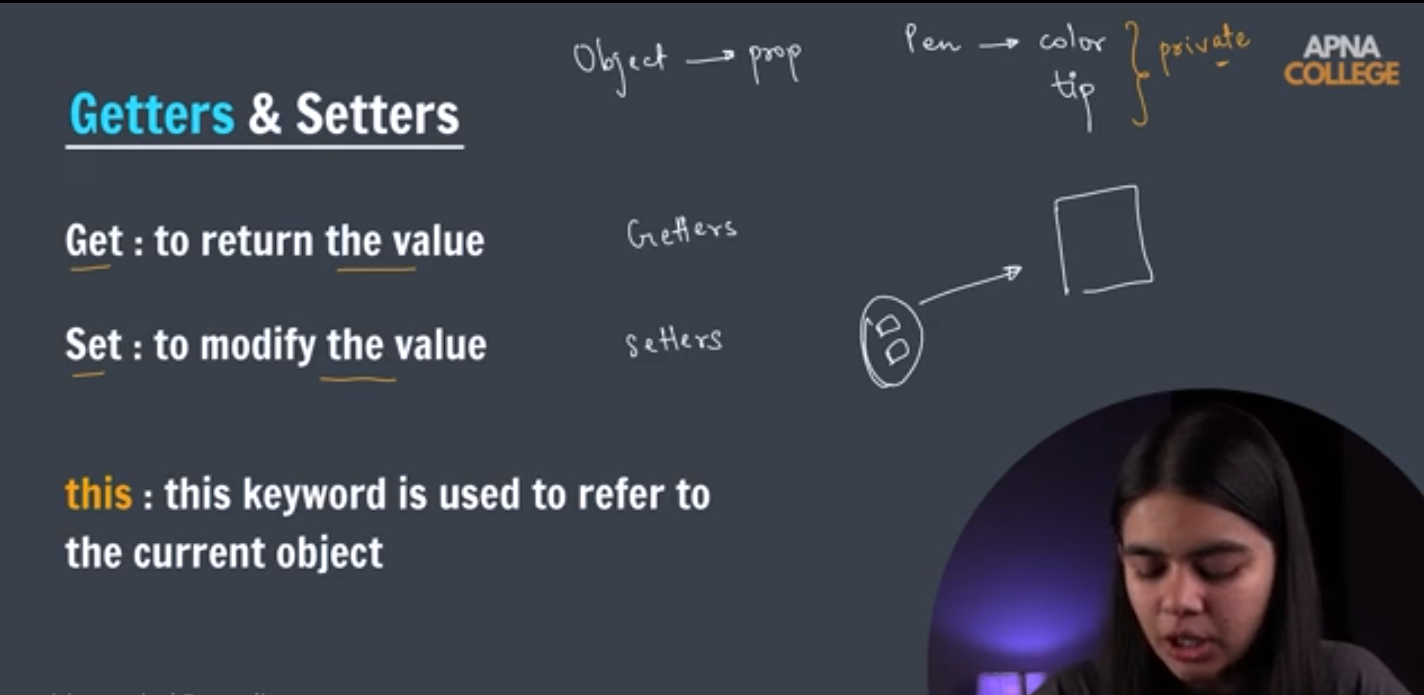 Object → prop
Pen → color
tip
private
APNA
COLLEGE
Getters & Setters
Get : to return the value
Getters
Set : to modify the value
setters
this : this keyword is used to refer to
the current object